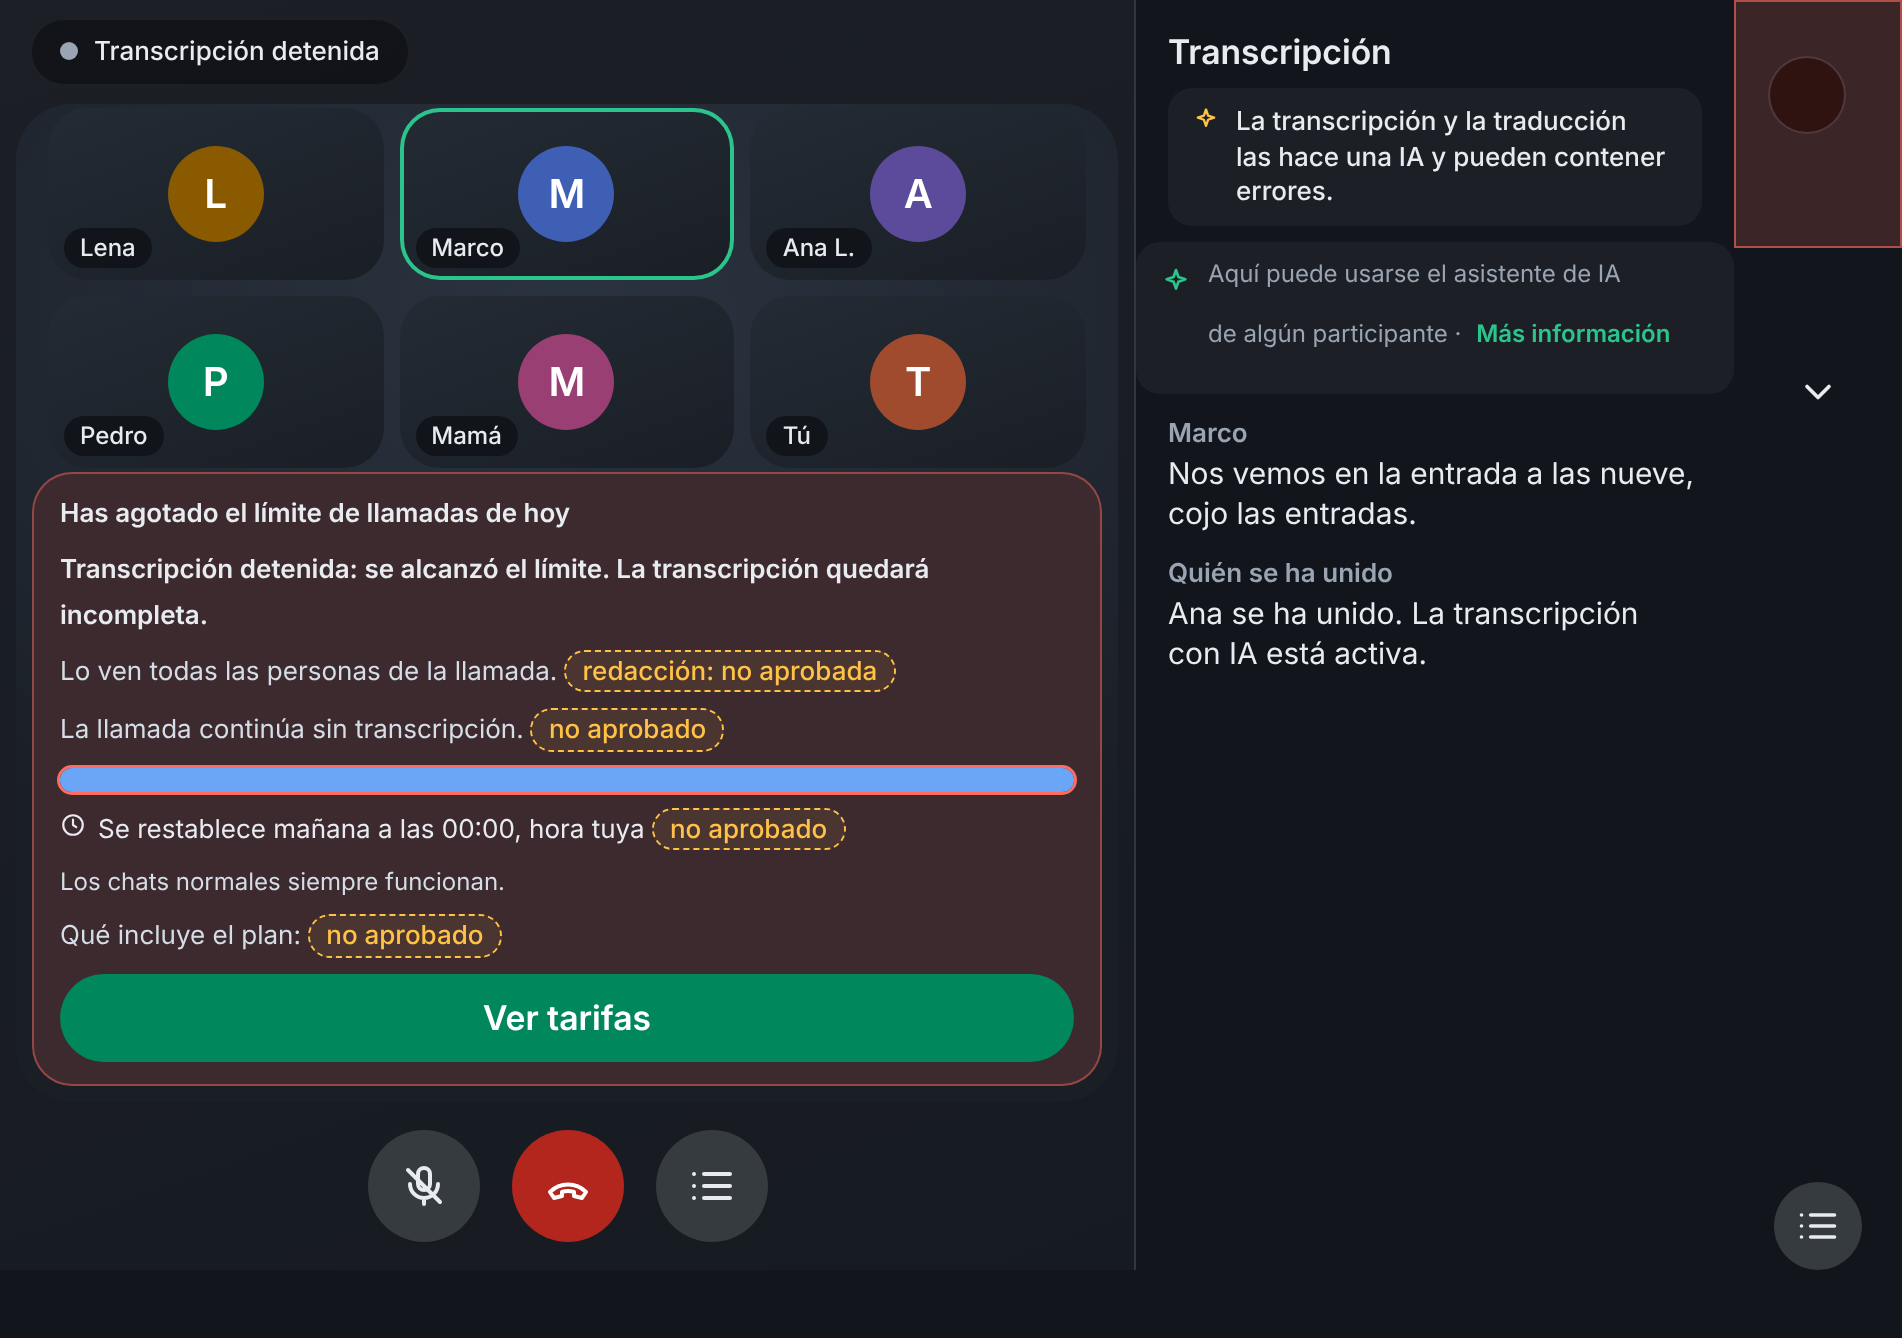 Transcripción detenida
L
Lena
M
Marco
A
Ana L.
P
Pedro
M
Mamá
T
Tú
Has agotado el límite de llamadas de hoy
Transcripción detenida: se alcanzó el límite. La transcripción quedará
incompleta.
Lo ven todas las personas de la llamada. redacción: no aprobada
La llamada continúa sin transcripción. no aprobado
Se restablece mañana a las 00:00, hora tuya no aprobado
Los chats normales siempre funcionan.
Qué incluye el plan: no aprobado
Ver tarifas
Transcripción
La transcripción y la traducción
las hace una IA y pueden contener
errores.
Aquí puede usarse el asistente de IA
de algún participante · Más información
Marco
Nos vemos en la entrada a las nueve,
cojo las entradas.
Quién se ha unido
Ana se ha unido. La transcripción
con IA está activa.